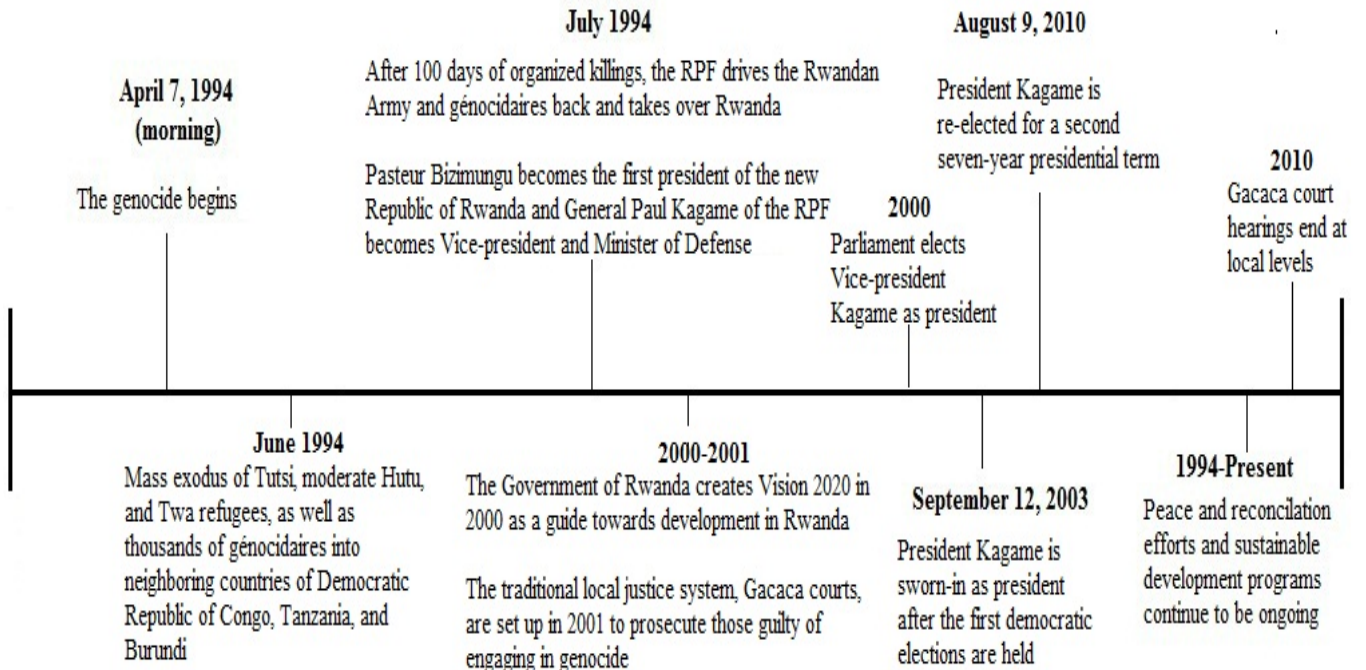 April 7, 1994
(morning)
The genocide begins
July 1994
After 100 days of organized killings, the RPF drives the Rwandan
Army and génocidaires back and takes over Rwanda
Pasteur Bizimungu becomes the first president of the new
Republic of Rwanda and General Paul Kagame of the RPF
becomes Vice-president and Minister of Defense
2000
Parliament elects
Vice-president
Kagame as president
August 9, 2010
President Kagame is
re-elected for a second
seven-year presidential term
2010
Gacaca court
hearings end at
local levels
June 1994
Mass exodus of Tutsi, moderate Hutu,
and Twa refugees, as well as
thousands of génocidaires into
neighboring countries of Democratic
Republic of Congo, Tanzania, and
Burundi
2000-2001
The Government of Rwanda creates Vision 2020 in
2000 as a guide towards development in Rwanda
The traditional local justice system, Gacaca courts,
are set up in 2001 to prosecute those guilty of
engaging in genocide
September 12, 2003
President Kagame is
sworn-in as president
after the first democratic
elections are held
1994-Present
Peace and reconcilation
efforts and sustainable
development programs
continue to be ongoing